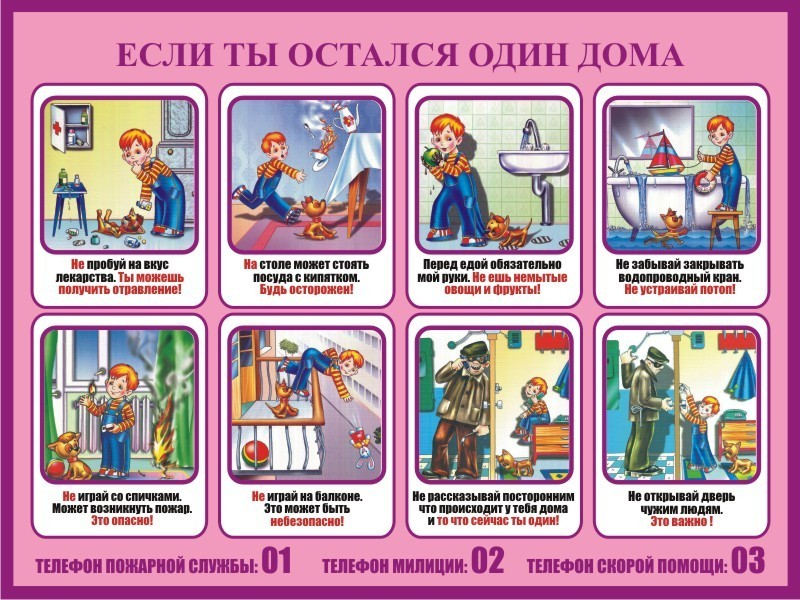 ЕСЛИ ТЫ ОСТАЛСЯ ОДИН ДОМА
Не пробуй на вкус
лекарства. Ты можешь
получить отравление!
На столе может стоять
посуда с кипятком.
Будь осторожен!
Перед едой обязательно
мой руки. Не ешь немытые
овощи и фрукты!
Не забывай закрывать
водопроводный кран.
Не устраивай потоп!
Не играй со спичками.
Может возникнуть пожар.
Это опасно!
Не играй на балконе.
Это может быть
небезопасно!
Не рассказывай посторонним
что происходит у тебя дома
и то что сейчас ты один!
Не открывай дверь
чужим людям.
Это важно !
ТЕЛЕФОН ПОЖАРНОЙ СЛУЖБЫ: 01 ТЕЛЕФОН МИЛИЦИИ: 02 ТЕЛЕФОН СКОРОЙ ПОМОЩИ: 03